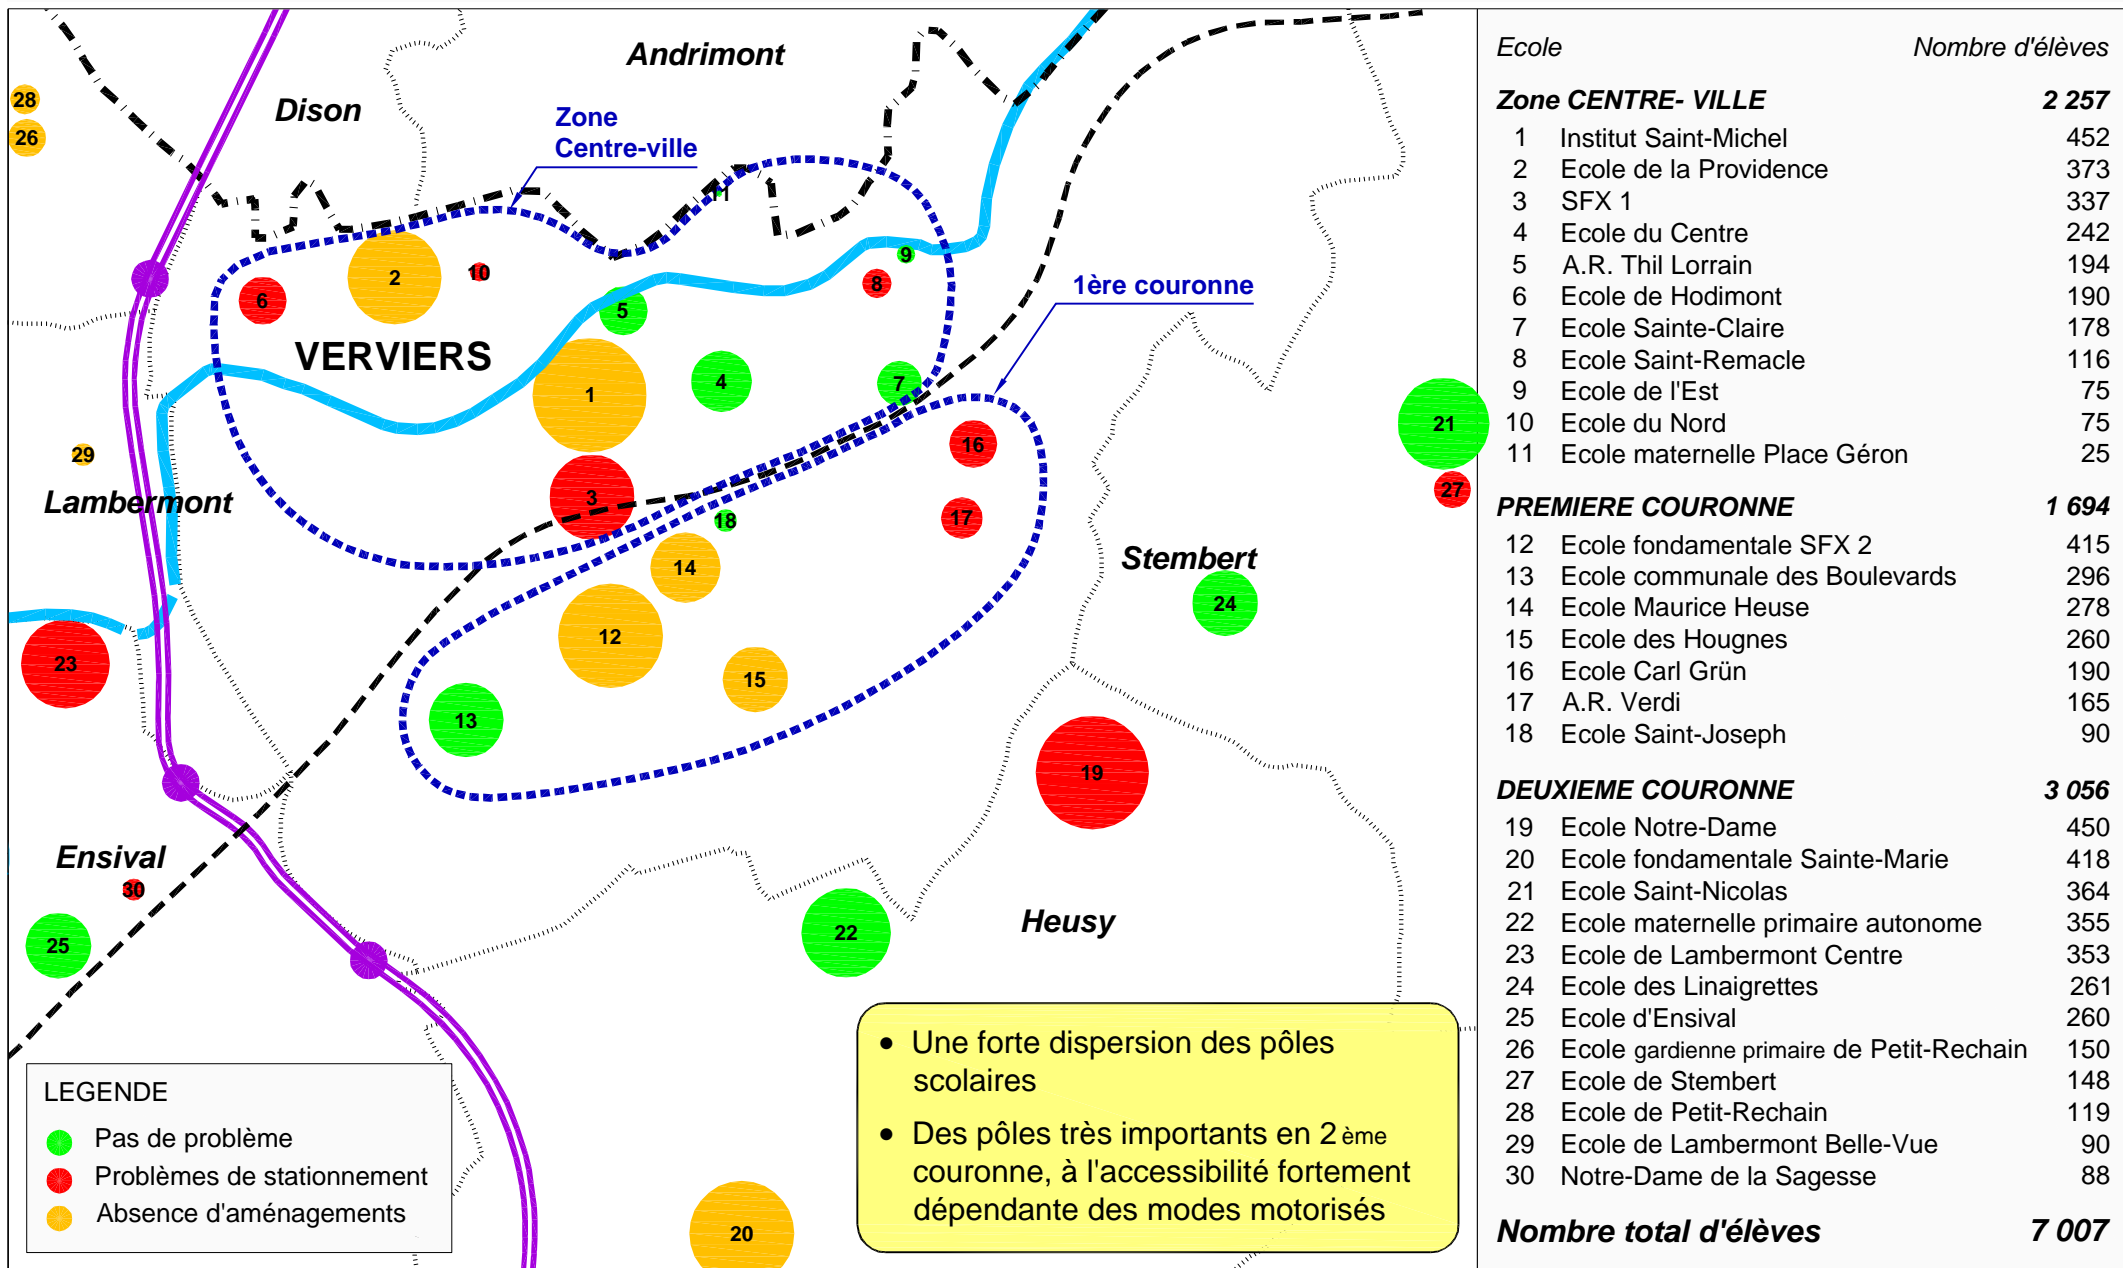 Andrimont
Dison
Zone
Centre-ville
28
26
11
9
2
10
8
6
5
1ère couronne
VERVIERS
4
7
1
21
16
29
27
Lambermont
3
17
18
Stembert
14
24
12
23
15
13
19
Ensival
30
Heusy
22
25
20
LEGENDE
Pas de problème
Problèmes de stationnement
Absence d'aménagements
• Une forte dispersion des pôles
scolaires
• Des pôles très importants en 2 ème
couronne, à l'accessibilité fortement
dépendante des modes motorisés
Ecole Nombre d'élèves
Zone CENTRE- VILLE 2 257
1 Institut Saint-Michel 452
2 Ecole de la Providence 373
3 SFX 1 337
4 Ecole du Centre 242
5 A.R. Thil Lorrain 194
6 Ecole de Hodimont 190
7 Ecole Sainte-Claire 178
8 Ecole Saint-Remacle 116
9 Ecole de l'Est 75
10 Ecole du Nord 75
11 Ecole maternelle Place Géron 25
PREMIERE COURONNE 1 694
12 Ecole fondamentale SFX 2 415
13 Ecole communale des Boulevards 296
14 Ecole Maurice Heuse 278
15 Ecole des Hougnes 260
16 Ecole Carl Grün 190
17 A.R. Verdi 165
18 Ecole Saint-Joseph 90
DEUXIEME COURONNE 3 056
19 Ecole Notre-Dame 450
20 Ecole fondamentale Sainte-Marie 418
21 Ecole Saint-Nicolas 364
22 Ecole maternelle primaire autonome 355
23 Ecole de Lambermont Centre 353
24 Ecole des Linaigrettes 261
25 Ecole d'Ensival 260
26 Ecole gardienne primaire de Petit-Rechain 150
27 Ecole de Stembert 148
28 Ecole de Petit-Rechain 119
29 Ecole de Lambermont Belle-Vue 90
30 Notre-Dame de la Sagesse 88
Nombre total d'élèves 7 007